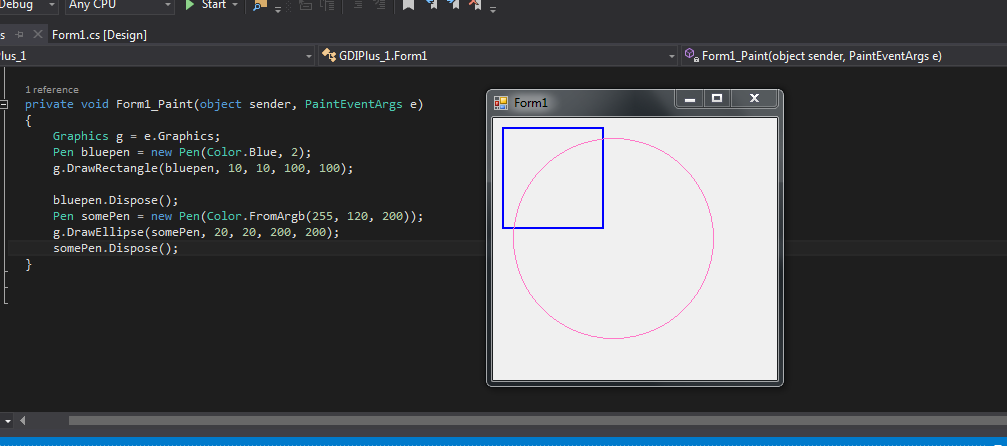 Debug Any CPU Start
s Form1.cs [Design]
lus_1 GDIPlus_1.Form1 Form1_Paint(object sender, PaintEventArgs e)
1 reference
private void Form1_Paint(object sender, PaintEventArgs e)
{
Graphics g = e.Graphics;
Pen bluepen = new Pen(Color.Blue, 2);
g.DrawRectangle(bluepen, 10, 10, 100, 100);
bluepen.Dispose();
Pen somePen = new Pen(Color.FromArgb(255, 120, 200));
g.DrawEllipse(somePen, 20, 20, 200, 200);
somePen.Dispose();
}
Form1